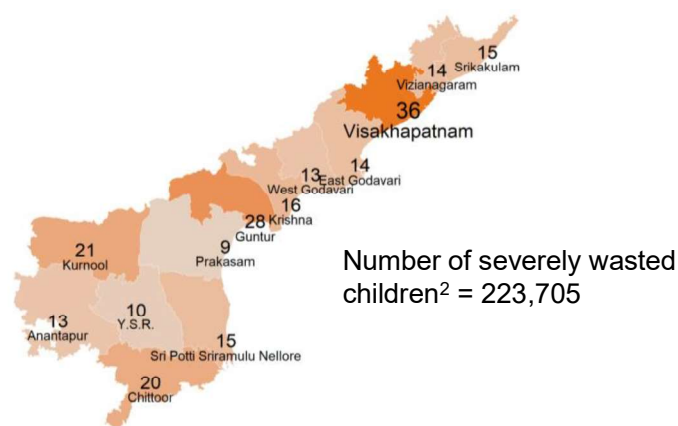 15
Srikakulam
14
Vizianagaram
36
Visakhapatnam
14
East Godavari
13
West Godavari
16
Krishna
28
Guntur
9
Prakasam
21
Kurnool
10
Y.S.R.
13
Anantapur
15
Sri Potti Sriramulu Nellore
20
Chittoor
Number of severely wasted
children² = 223,705